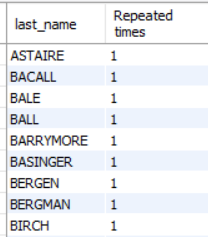 last_name Repeated times
ASTAIRE 1
BACALL 1
BALE 1
BALL 1
BARRYMORE 1
BASINGER 1
BERGEN 1
BERGMAN 1
BIRCH 1